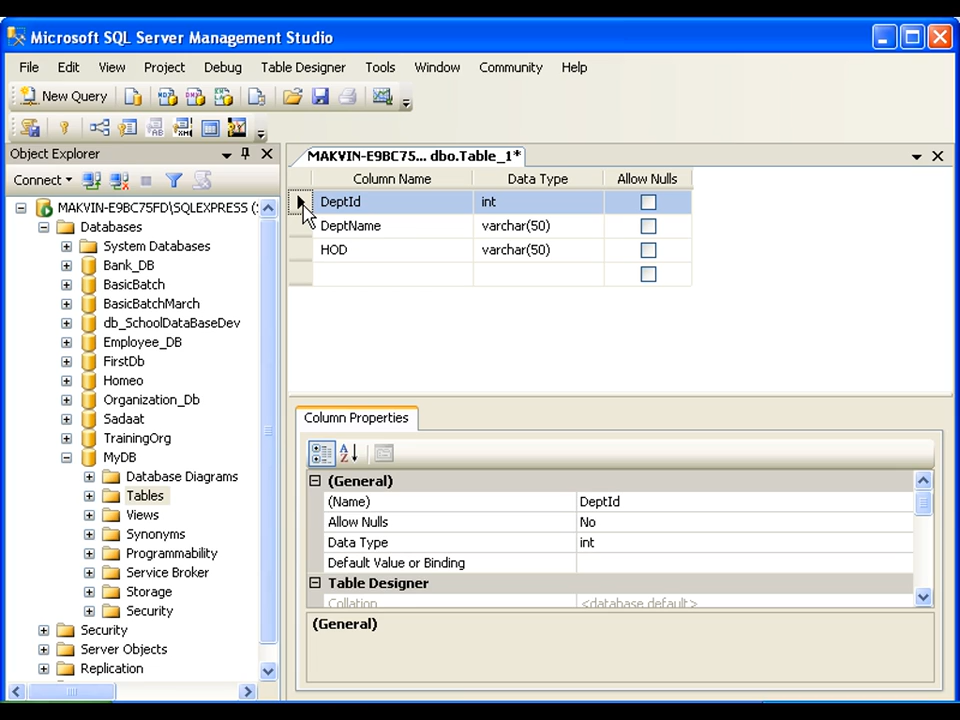 Microsoft SQL Server Management Studio
File Edit View Project Debug Table Designer Tools Window Community Help
New Query
Object Explorer
Connect
MAKVIN-E9BC75FD\SQLEXPRESS (
Databases
System Databases
Bank_DB
BasicBatch
BasicBatchMarch
db_SchoolDataBaseDev
Employee_DB
FirstDb
Homeo
Organization_Db
Sadaat
TrainingOrg
MyDB
Database Diagrams
Tables
Views
Synonyms
Programmability
Service Broker
Storage
Security
Security
Server Objects
Replication
MAKVIN-E9BC75... dbo.Table_1*
Column Name Data Type Allow Nulls
DeptId int
DeptName varchar(50)
HOD varchar(50)
Column Properties
(General)
(Name) DeptId
Allow Nulls No
Data Type int
Default Value or Binding
Table Designer
Collation <database default>
(General)